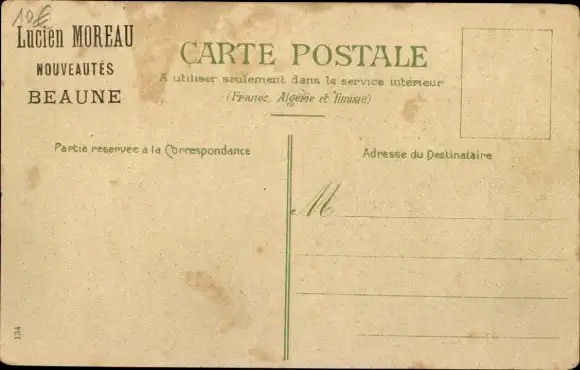 10€
Lucien MOREAU
NOUVEAUTÉS
BEAUNE
CARTE POSTALE
A utiliser seulement dans le service intérieur
(France, Algérie et Tunisie)
Partie réservée à la Correspondance
Adresse du Destinataire
M
134